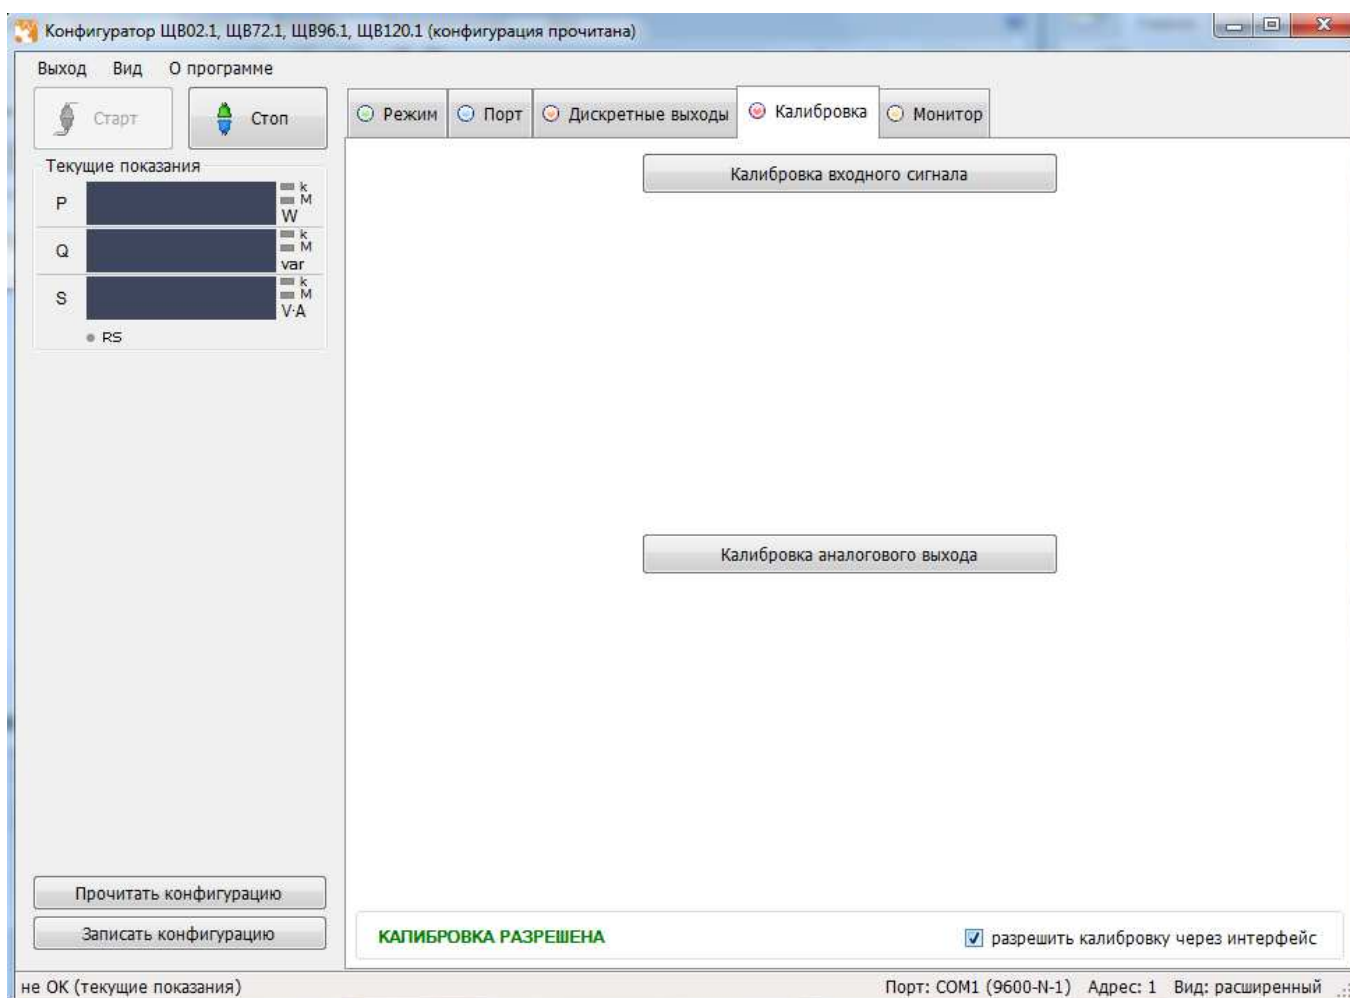 Конфигуратор ЩВ02.1, ЩВ72.1, ЩВ96.1, ЩВ120.1 (конфигурация прочитана)
Выход Вид О программе
Старт Стоп
Режим Порт Дискретные выходы Калибровка Монитор
Текущие показания
P k M W
Q k M var
S k M V·A
RS
Калибровка входного сигнала
Калибровка аналогового выхода
Прочитать конфигурацию
Записать конфигурацию
КАЛИБРОВКА РАЗРЕШЕНА разрешить калибровку через интерфейс
не OK (текущие показания) Порт: COM1 (9600-N-1) Адрес: 1 Вид: расширенный